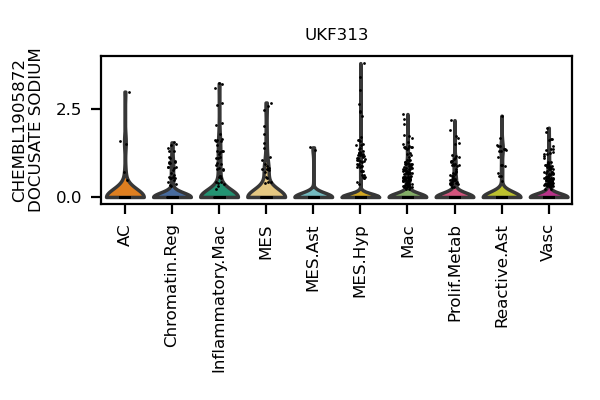 UKF313
CHEMBL1905872
DOCUSATE SODIUM
2.5
0.0
AC
Chromatin.Reg
Inflammatory.Mac
MES
MES.Ast
MES.Hyp
Mac
Prolif.Metab
Reactive.Ast
Vasc